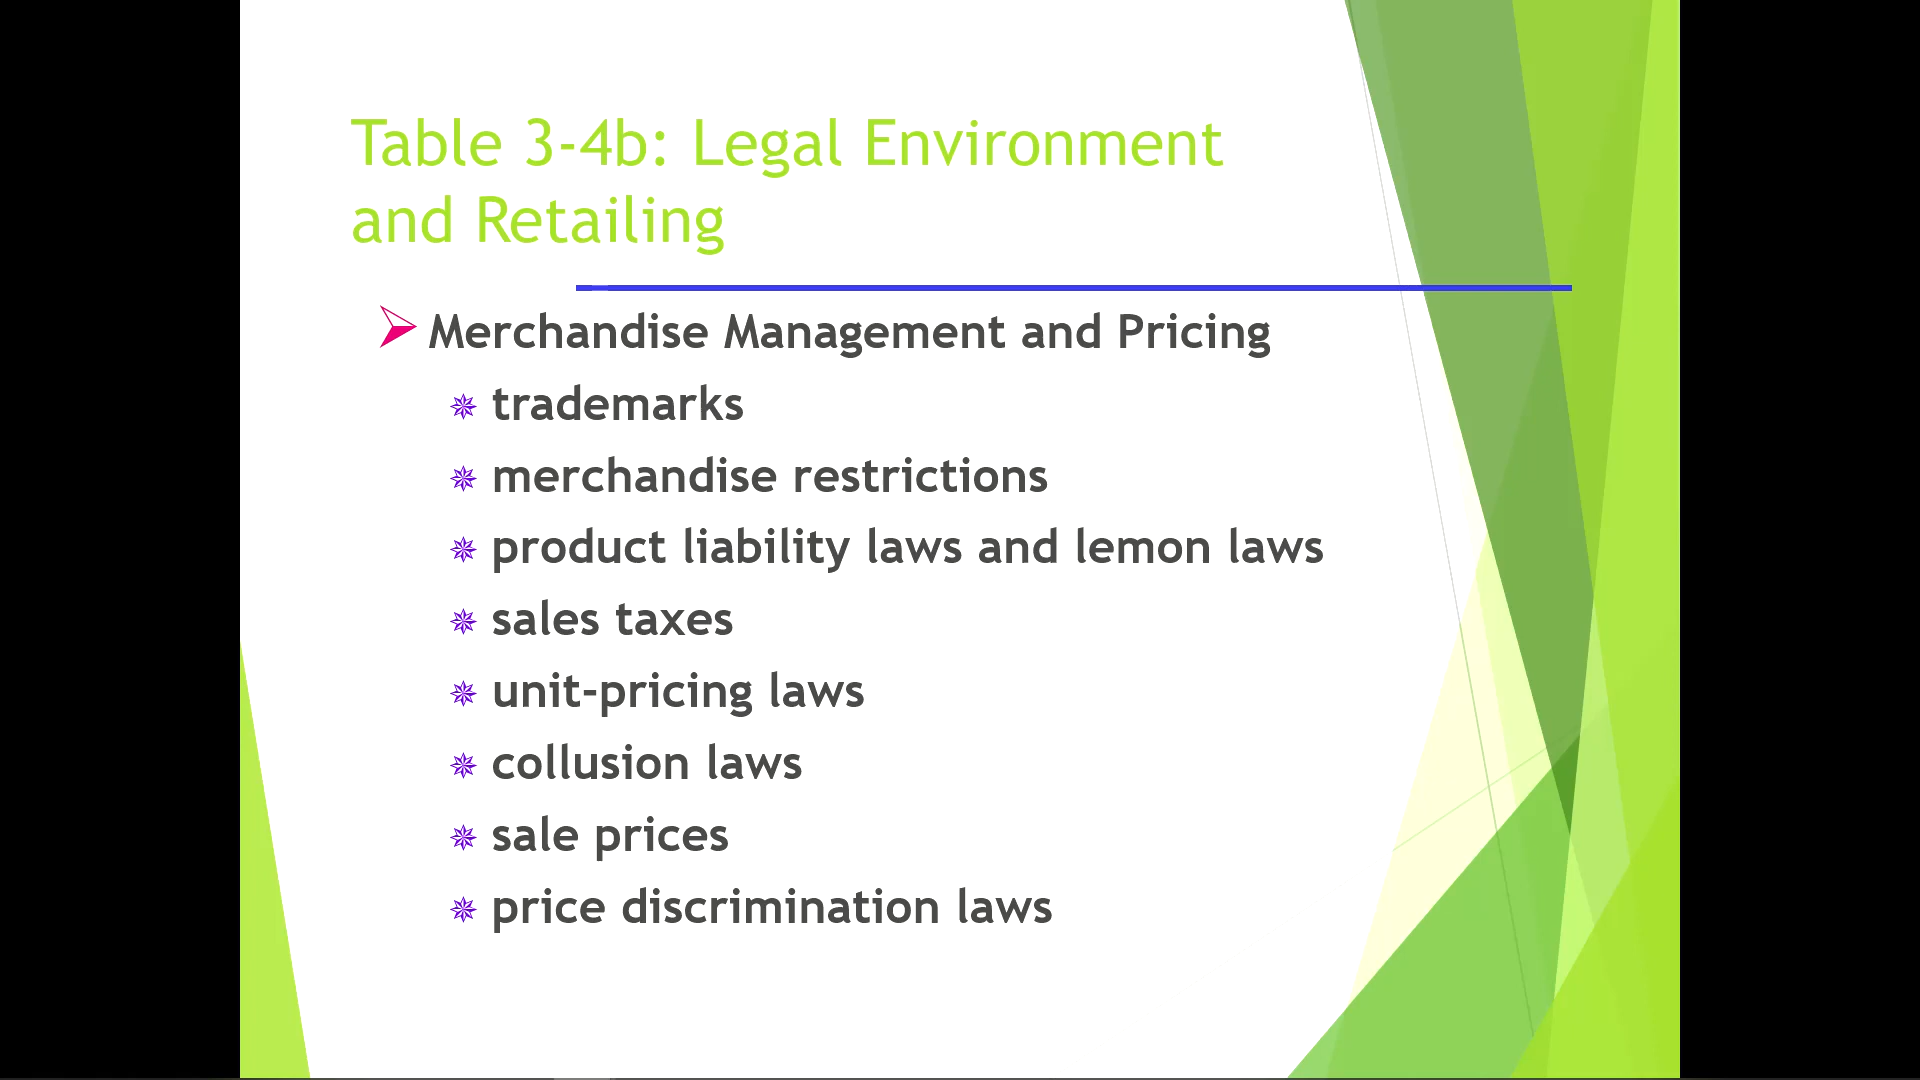 Table 3-4b: Legal Environment
and Retailing
Merchandise Management and Pricing
trademarks
merchandise restrictions
product liability laws and lemon laws
sales taxes
unit-pricing laws
collusion laws
sale prices
price discrimination laws